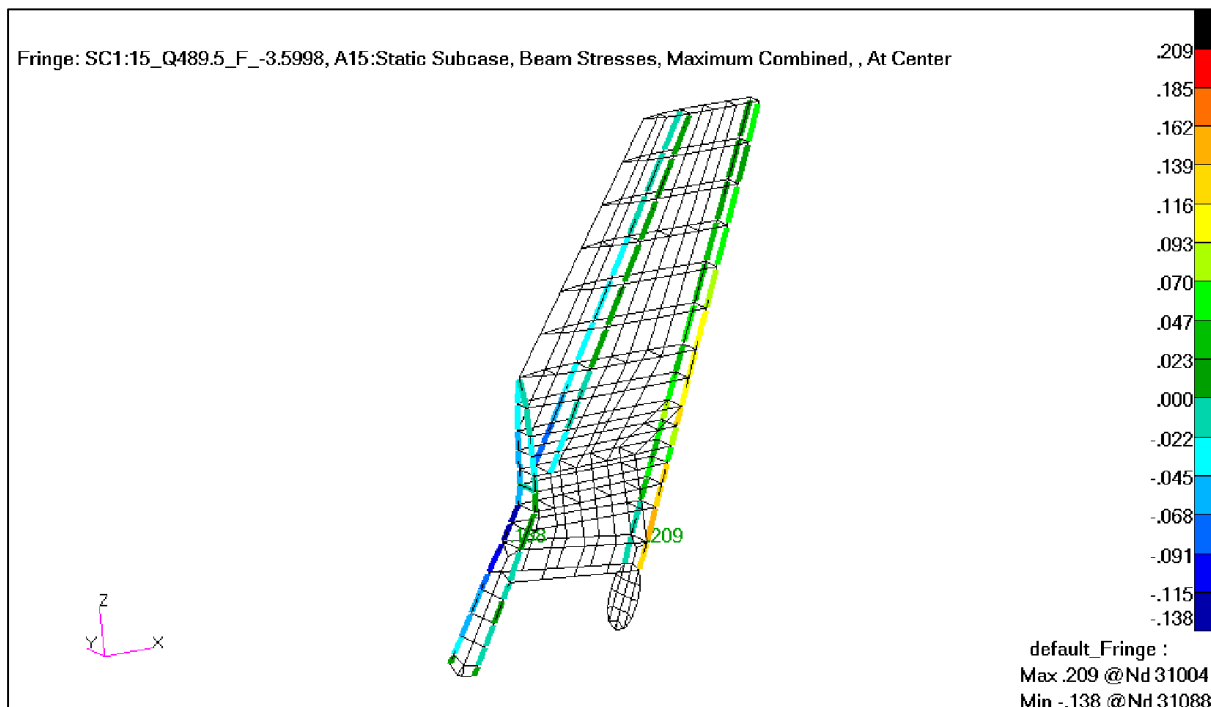 Fringe: SC1:15_Q489.5_F_-3.5998, A15:Static Subcase, Beam Stresses, Maximum Combined, , At Center
.209
.185
.162
.139
.116
.093
.070
.047
.023
.000
-.022
-.045
-.068
-.091
-.115
-.138
.209
Z
Y
X
default_Fringe :
Max .209 @Nd 31004
Min -.138 @Nd 31088